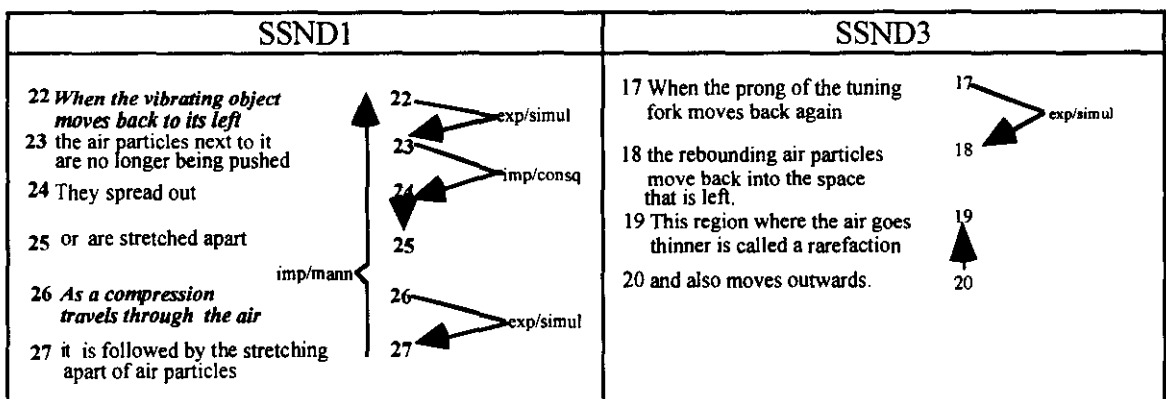 SSND1
22 When the vibrating object
moves back to its left
23 the air particles next to it
are no longer being pushed
24 They spread out
25 or are stretched apart
26 As a compression
travels through the air
27 it is followed by the stretching
apart of air particles
22
exp/simul
23
imp/consq
24
25
imp/mann
26
exp/simul
27
SSND3
17 When the prong of the tuning
fork moves back again
18 the rebounding air particles
move back into the space
that is left.
19 This region where the air goes
thinner is called a rarefaction
20 and also moves outwards.
17
exp/simul
18
19
20